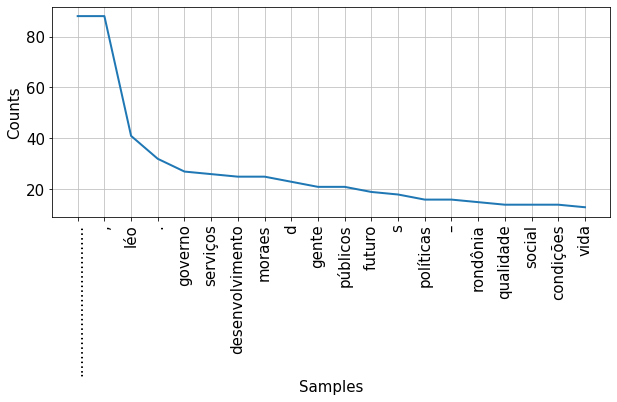 80
60
40
20
Counts
........................................
,
léo
.
governo
serviços
desenvolvimento
moraes
d
gente
públicos
futuro
s
políticas
–
rondônia
qualidade
social
condições
vida
Samples